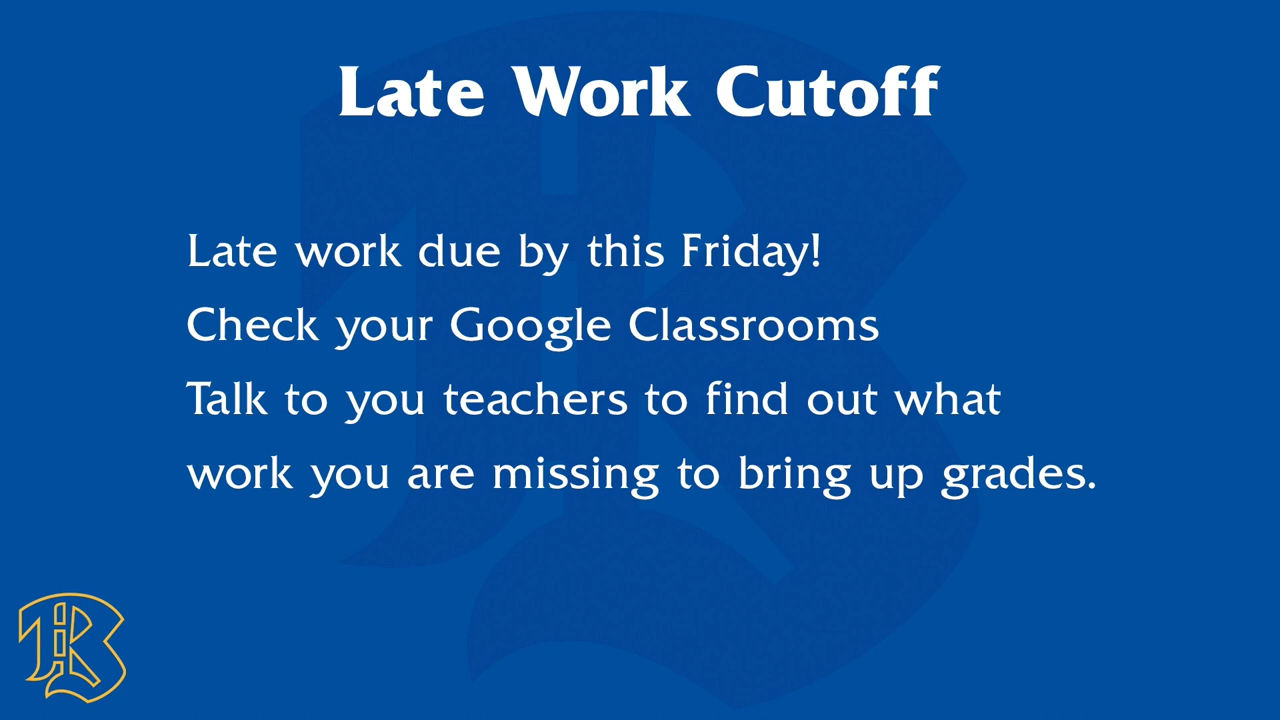 Late Work Cutoff
Late work due by this Friday!
Check your Google Classrooms
Talk to you teachers to find out what
work you are missing to bring up grades.